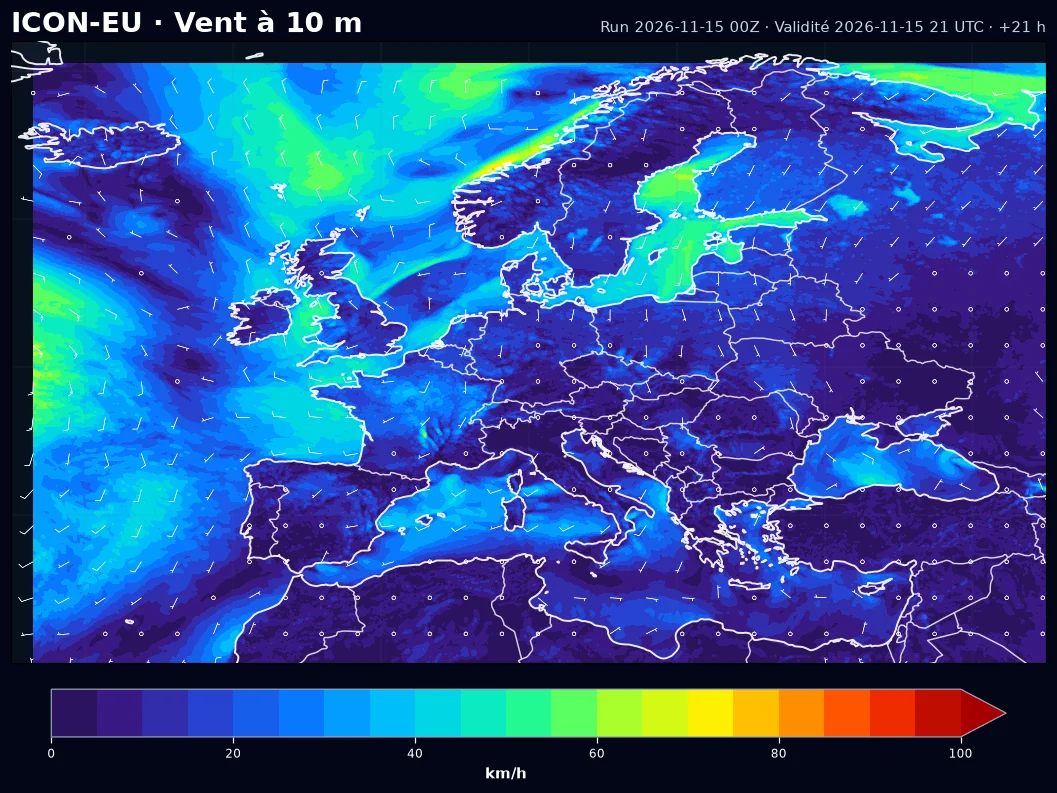 ICON-EU · Vent à 10 m
Run 2026-11-15 00Z · Validité 2026-11-15 21 UTC · +21 h
0 20 40 60 80 100
km/h